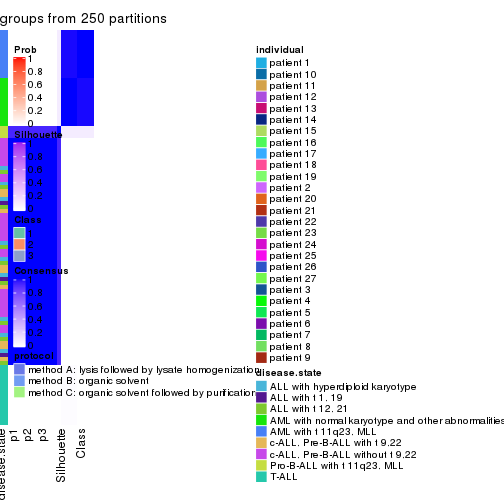 groups from 250 partitions
Prob
1
0.8
0.6
0.4
0.2
0
Silhouette
1
0.8
0.6
0.4
0.2
0
Class
1
2
3
Consensus
1
0.8
0.6
0.4
0.2
0
protocol
method A: lysis followed by lysate homogenization
method B: organic solvent
method C: organic solvent followed by purification
disease.state
p1
p2
p3
Silhouette
Class
individual
patient 1
patient 10
patient 11
patient 12
patient 13
patient 14
patient 15
patient 16
patient 17
patient 18
patient 19
patient 2
patient 20
patient 21
patient 22
patient 23
patient 24
patient 25
patient 26
patient 27
patient 3
patient 4
patient 5
patient 6
patient 7
patient 8
patient 9
disease.state
ALL with hyperdiploid karyotype
ALL with t 1. 19
ALL with t 12. 21
AML with normal karyotype and other abnormalities
AML with t 11q23. MLL
c-ALL. Pre-B-ALL with t 9.22
c-ALL. Pre-B-ALL without t 9.22
Pro-B-ALL with t 11q23. MLL
T-ALL